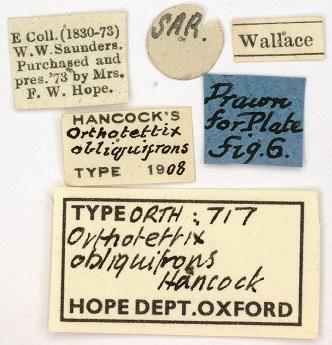 E Coll. (1830-73)
W. W. Saunders.
Purchased and
pres. '73 by Mrs.
F. W. Hope.
SAR.
Wallace
HANCOCK'S
Orthotettix
obliquifrons
TYPE 1908
Drawn
for Plate
Fig. 6.
TYPE ORTH : 717
Orthotettix
obliquifrons
Hancock
HOPE DEPT. OXFORD